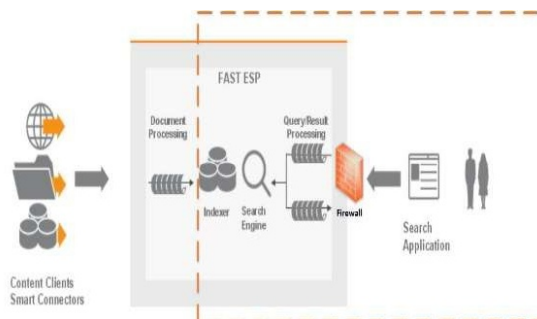 FAST ESP
Document
Processing
Query/Result
Processing
Indexer
Search
Engine
Firewall
Search
Application
Content Clients
Smart Connectors